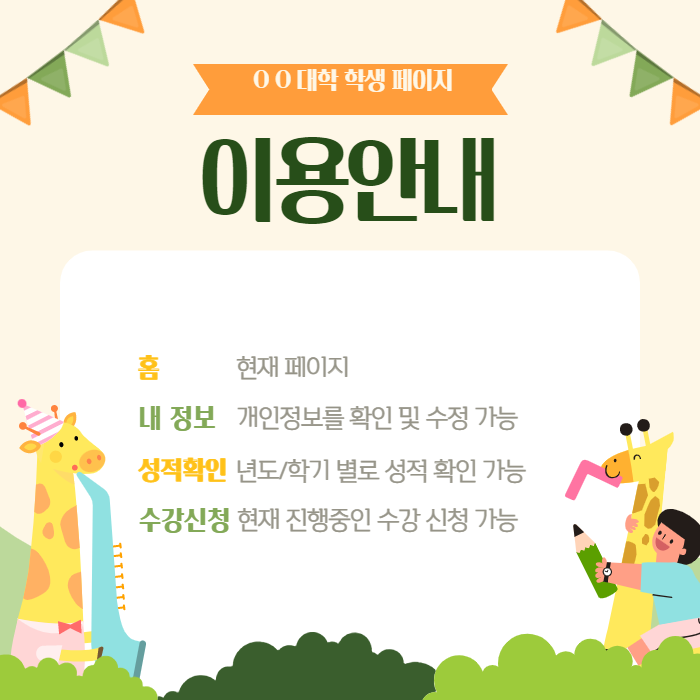 O O 대학 학생 페이지
이용안내
홈 현재 페이지
내 정보 개인정보를 확인 및 수정 가능
성적확인 년도/학기 별로 성적 확인 가능
수강신청 현재 진행중인 수강 신청 가능